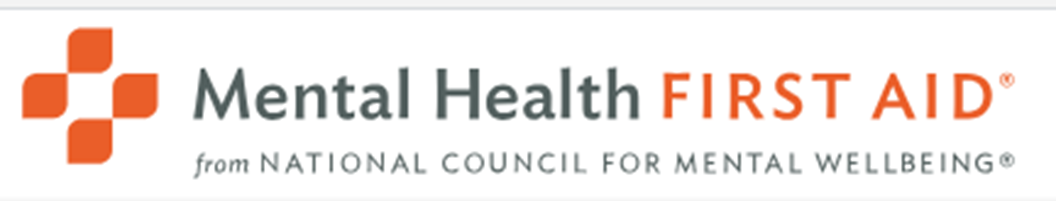 Mental Health FIRST AID®
from NATIONAL COUNCIL FOR MENTAL WELLBEING®